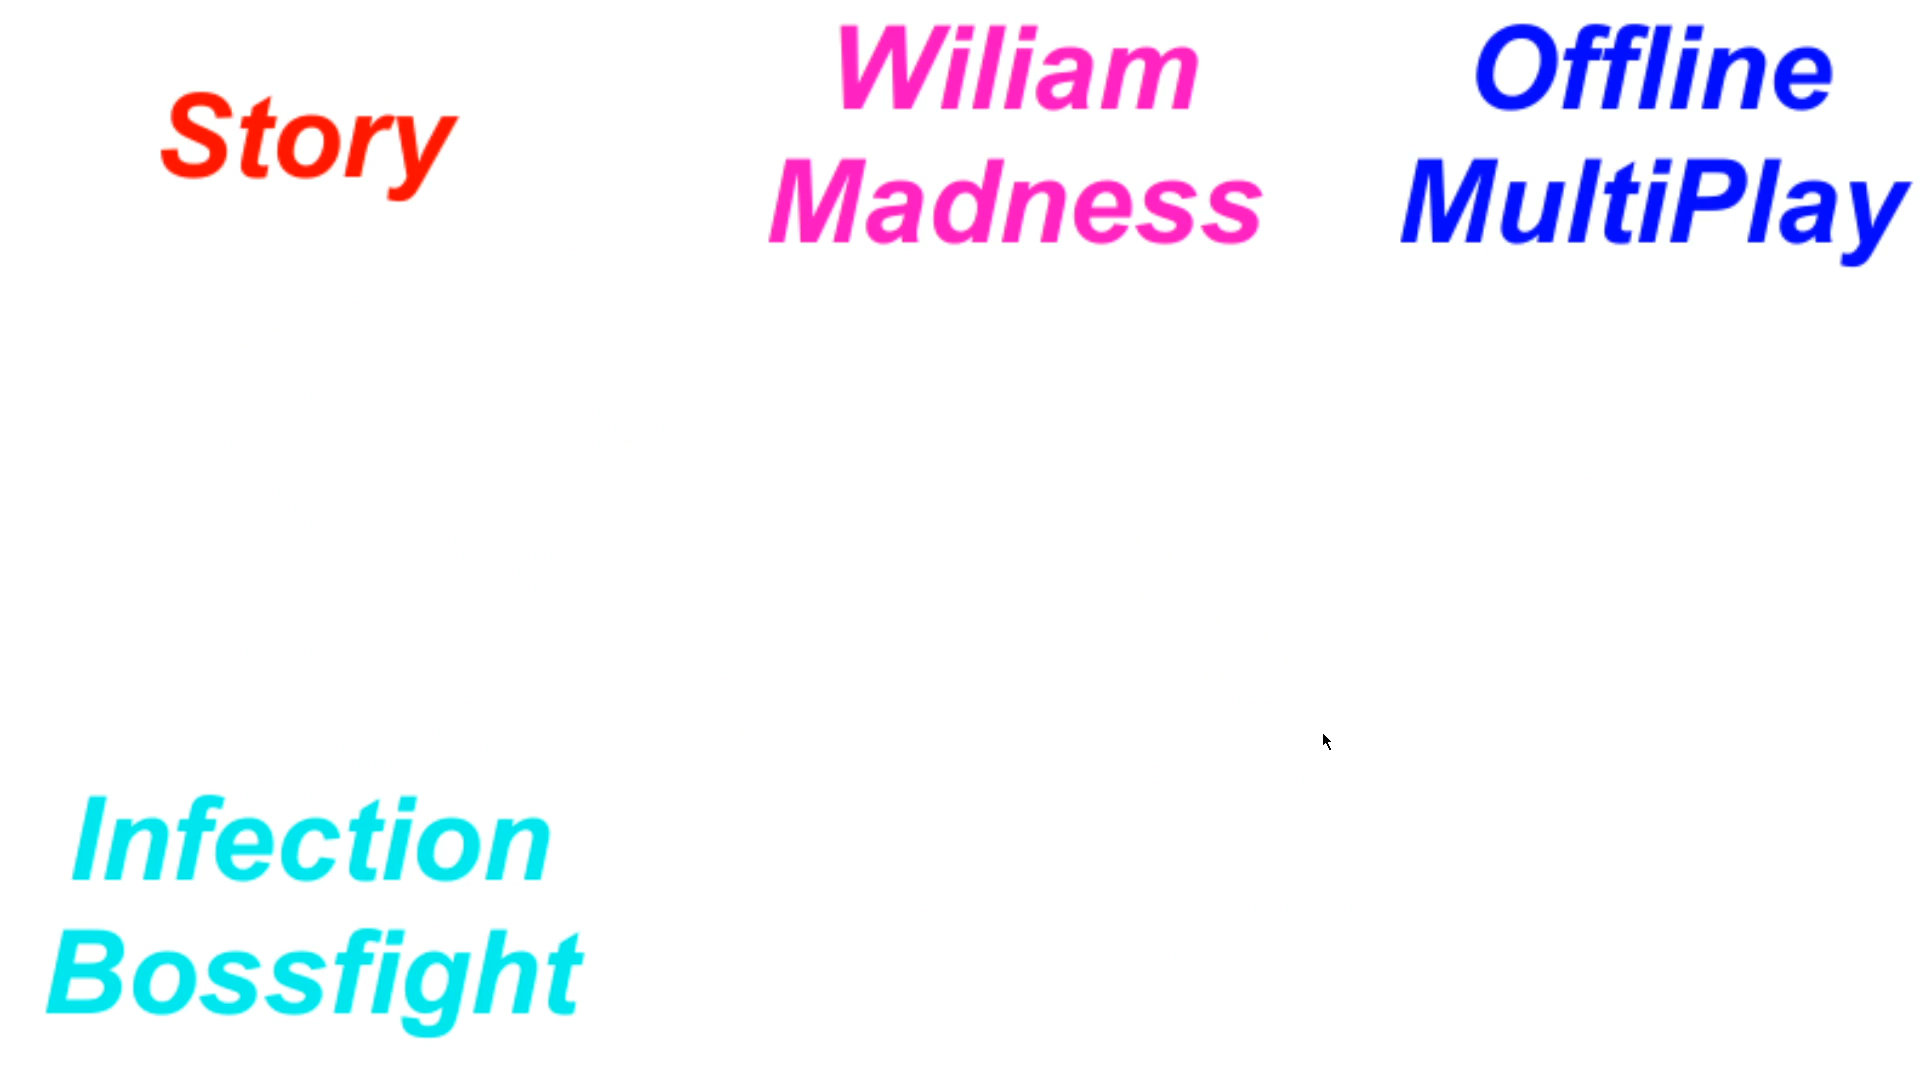 Story
Wiliam
Madness
Offline
MultiPlay
Infection
Bossfight